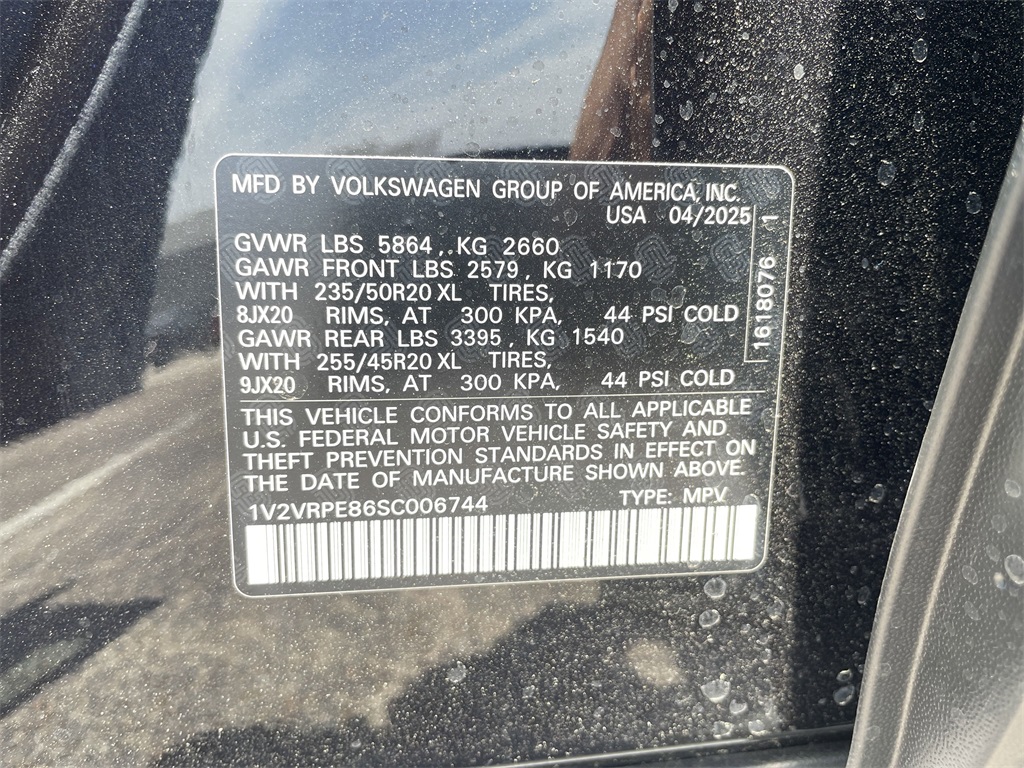 MFD BY VOLKSWAGEN GROUP OF AMERICA, INC.
USA 04/2025
GVWR LBS 5864,. KG 2660
GAWR FRONT LBS 2579, KG 1170
WITH 235/50R20 XL TIRES,
8JX20 RIMS, AT 300 KPA, 44 PSI COLD
GAWR REAR LBS 3395, KG 1540
WITH 255/45R20 XL TIRES,
9JX20 RIMS, AT 300 KPA, 44 PSI COLD
1618076 1
THIS VEHICLE CONFORMS TO ALL APPLICABLE
U.S. FEDERAL MOTOR VEHICLE SAFETY AND
THEFT PREVENTION STANDARDS IN EFFECT ON
THE DATE OF MANUFACTURE SHOWN ABOVE.
1V2VRPE86SC006744 TYPE: MPV